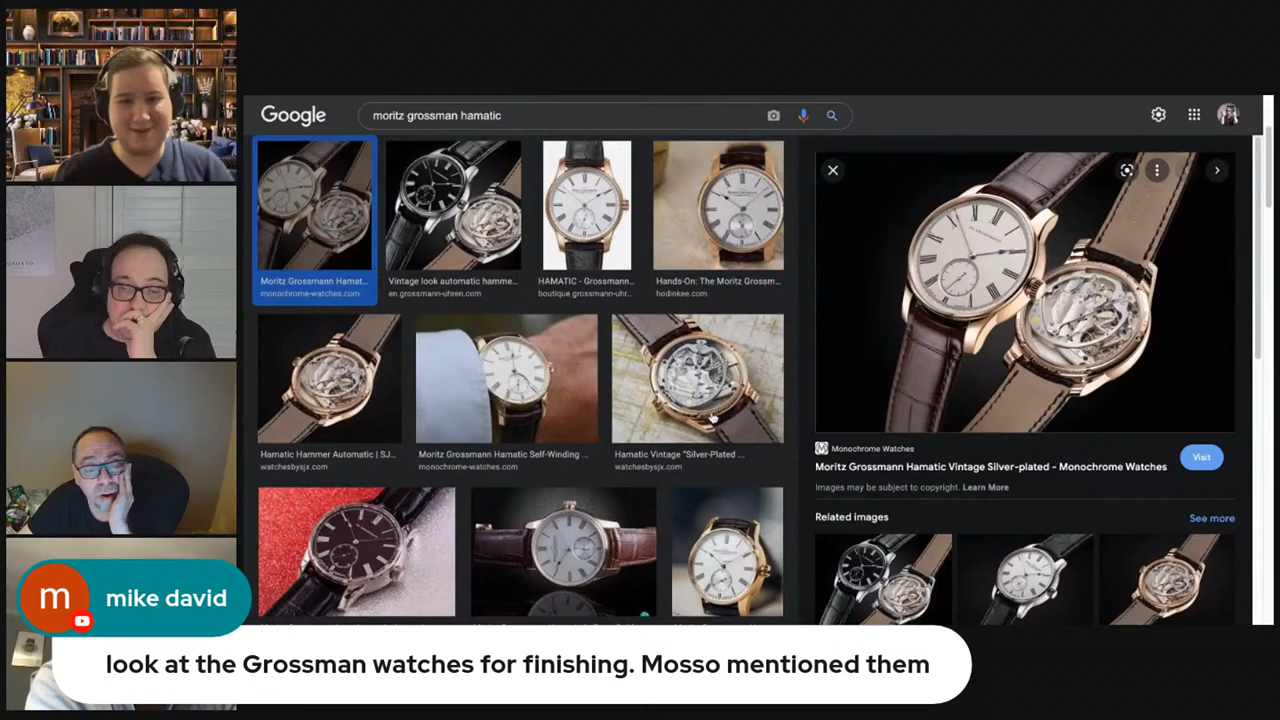 Google
moritz grossman hamatic
Moritz Grossmann Hamat...
monochrome-watches.com
Vintage look automatic hamme...
en.grossmann-uhren.com
HAMATIC - Grossmann...
boutique.grossmann-uhr...
Hands-On: The Moritz Grossm...
hodinkee.com
Hamatic Hammer Automatic | SJ...
watchesbysjx.com
Moritz Grossmann Hamatic Self-Winding ...
monochrome-watches.com
Hamatic Vintage "Silver-Plated ...
watchesbysjx.com
Monochrome Watches
Moritz Grossmann Hamatic Vintage Silver-plated - Monochrome Watches
Visit
Images may be subject to copyright. Learn More
Related images
See more
m
mike david
look at the Grossman watches for finishing. Mosso mentioned them